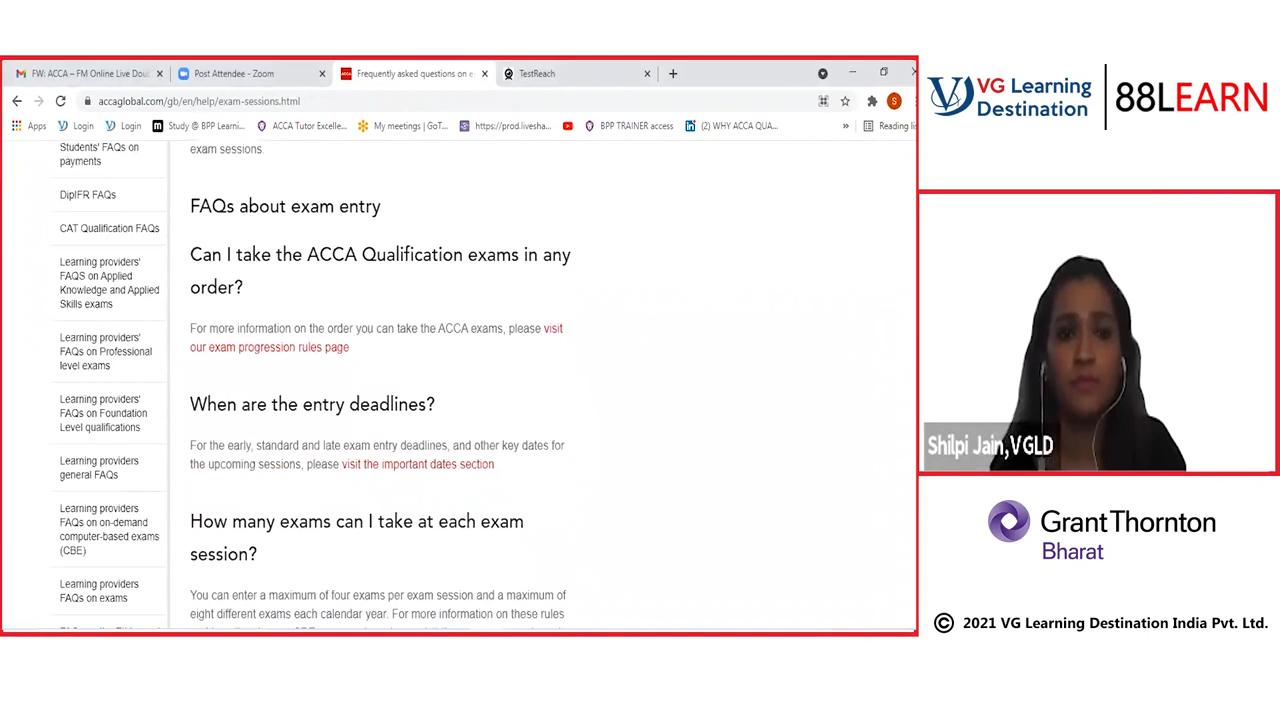 FW: ACCA – FM Online Live Dou
Post Attendee - Zoom
Frequently asked questions on e
TestReach
accaglobal.com/gb/en/help/exam-sessions.html
Apps
Login
Login
Study @ BPP Learni...
ACCA Tutor Excelle...
My meetings | GoT...
https://prod.livesha...
BPP TRAINER access
(2) WHY ACCA QUA...
»
Reading lis
Students' FAQs on
payments
DipIFR FAQs
CAT Qualification FAQs
Learning providers'
FAQS on Applied
Knowledge and Applied
Skills exams
Learning providers'
FAQs on Professional
level exams
Learning providers'
FAQs on Foundation
Level qualifications
Learning providers
general FAQs
Learning providers
FAQs on on-demand
computer-based exams
(CBE)
Learning providers
FAQs on exams
exam sessions.
FAQs about exam entry
Can I take the ACCA Qualification exams in any
order?
For more information on the order you can take the ACCA exams, please visit
our exam progression rules page
When are the entry deadlines?
For the early, standard and late exam entry deadlines, and other key dates for
the upcoming sessions, please visit the important dates section
How many exams can I take at each exam
session?
You can enter a maximum of four exams per exam session and a maximum of
eight different exams each calendar year. For more information on these rules
VG Learning
Destination
88LEARN
Shilpi Jain,VGLD
Grant Thornton
Bharat
© 2021 VG Learning Destination India Pvt. Ltd.